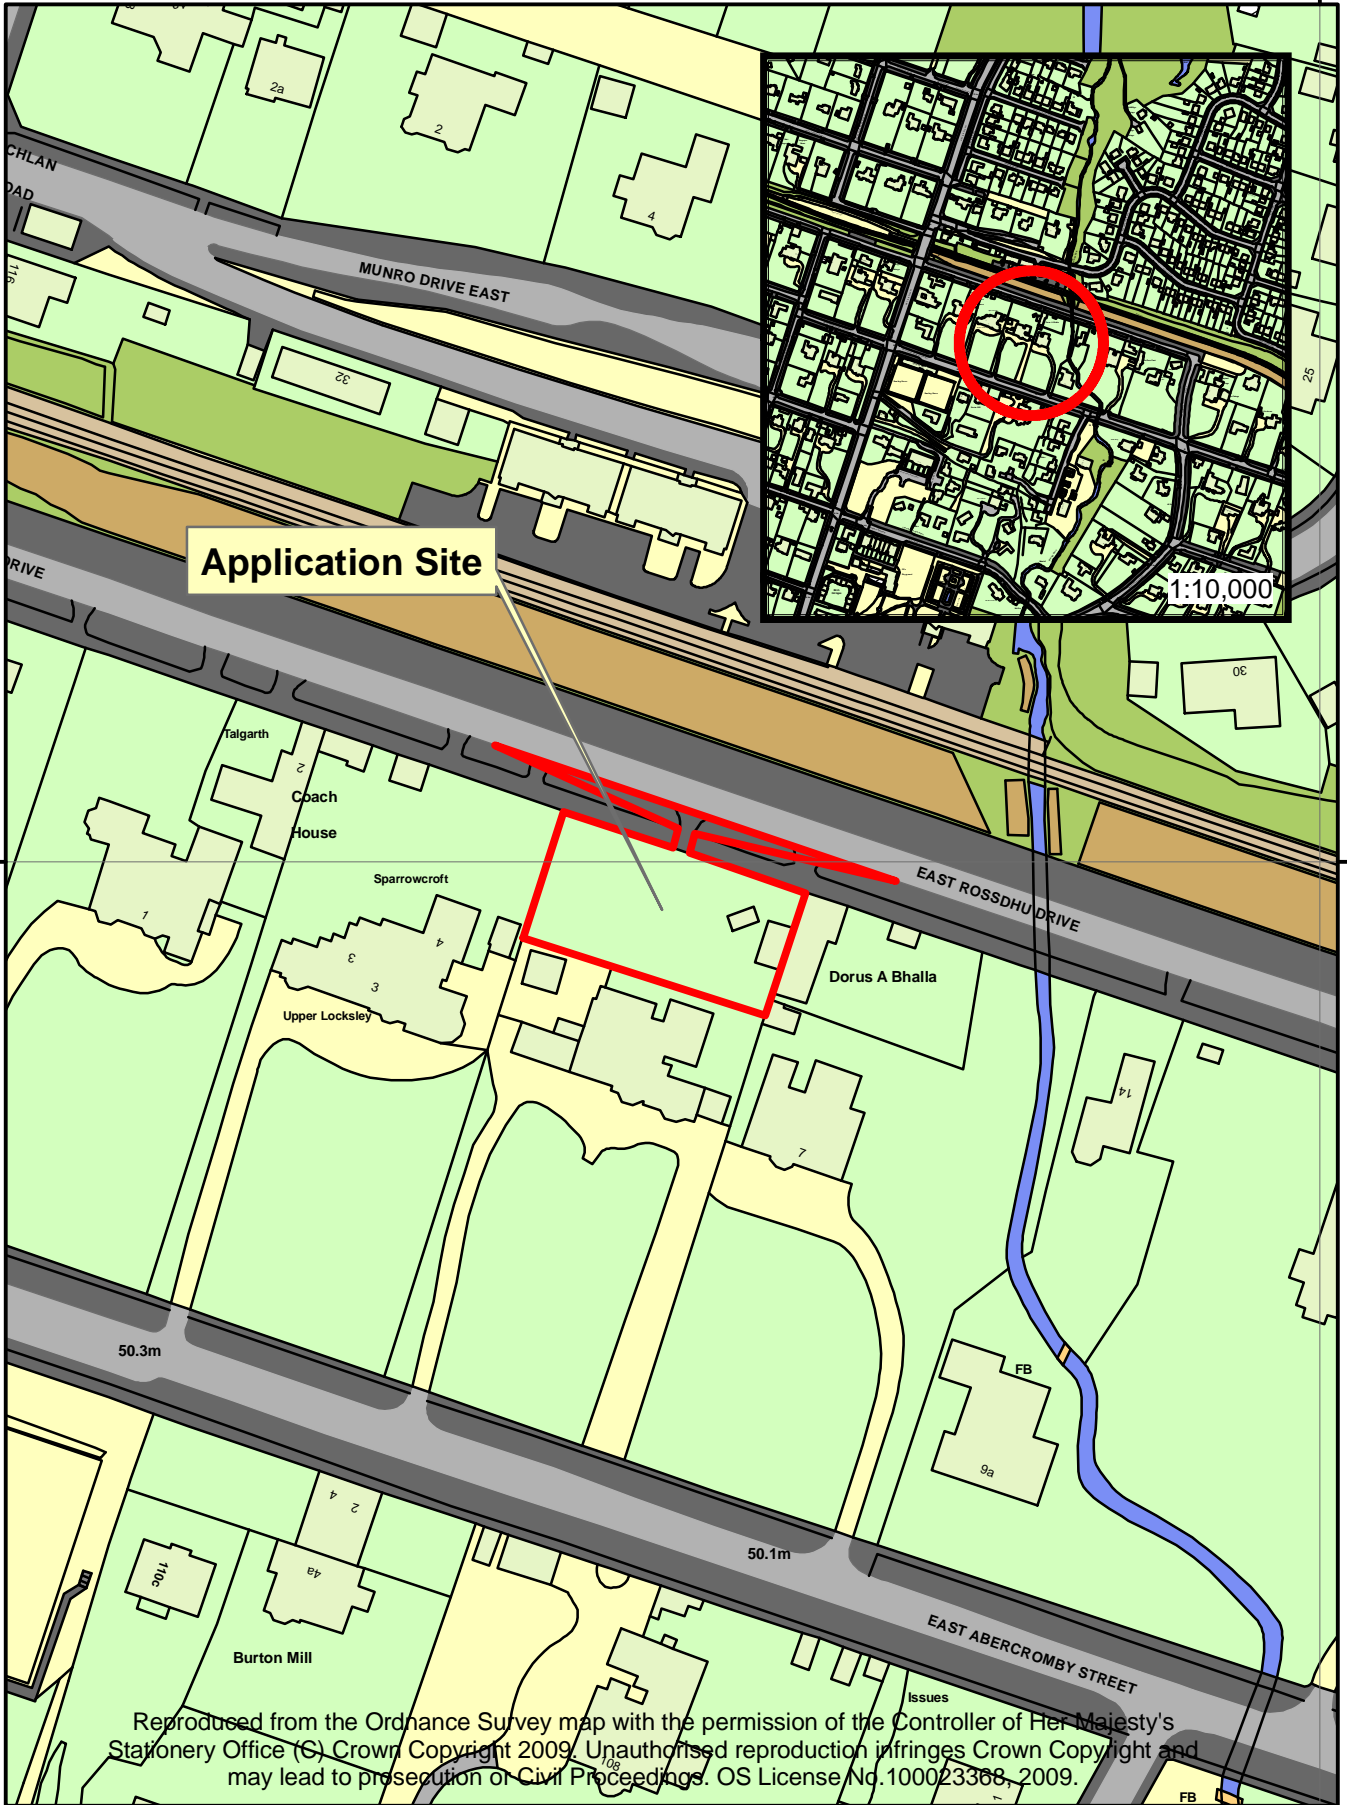 2a
2
4
CHLAN
OAD
MUNRO DRIVE EAST
116
32
25
1:10,000
Application Site
DRIVE
30
Talgarth
2
Coach
House
Sparrowcroft
EAST ROSSDHU DRIVE
1
4
3
3
Dorus A Bhalla
Upper Locksley
14
7
50.3m
FB
9a
2 4
50.1m
110c
4a
EAST ABERCROMBY STREET
Burton Mill
Issues
Reproduced from the Ordnance Survey map with the permission of the Controller of Her Majesty's
Stationery Office (C) Crown Copyright 2009. Unauthorised reproduction infringes Crown Copyright and
108
may lead to prosecution or Civil Proceedings. OS License No.100023368, 2009.
1
FB